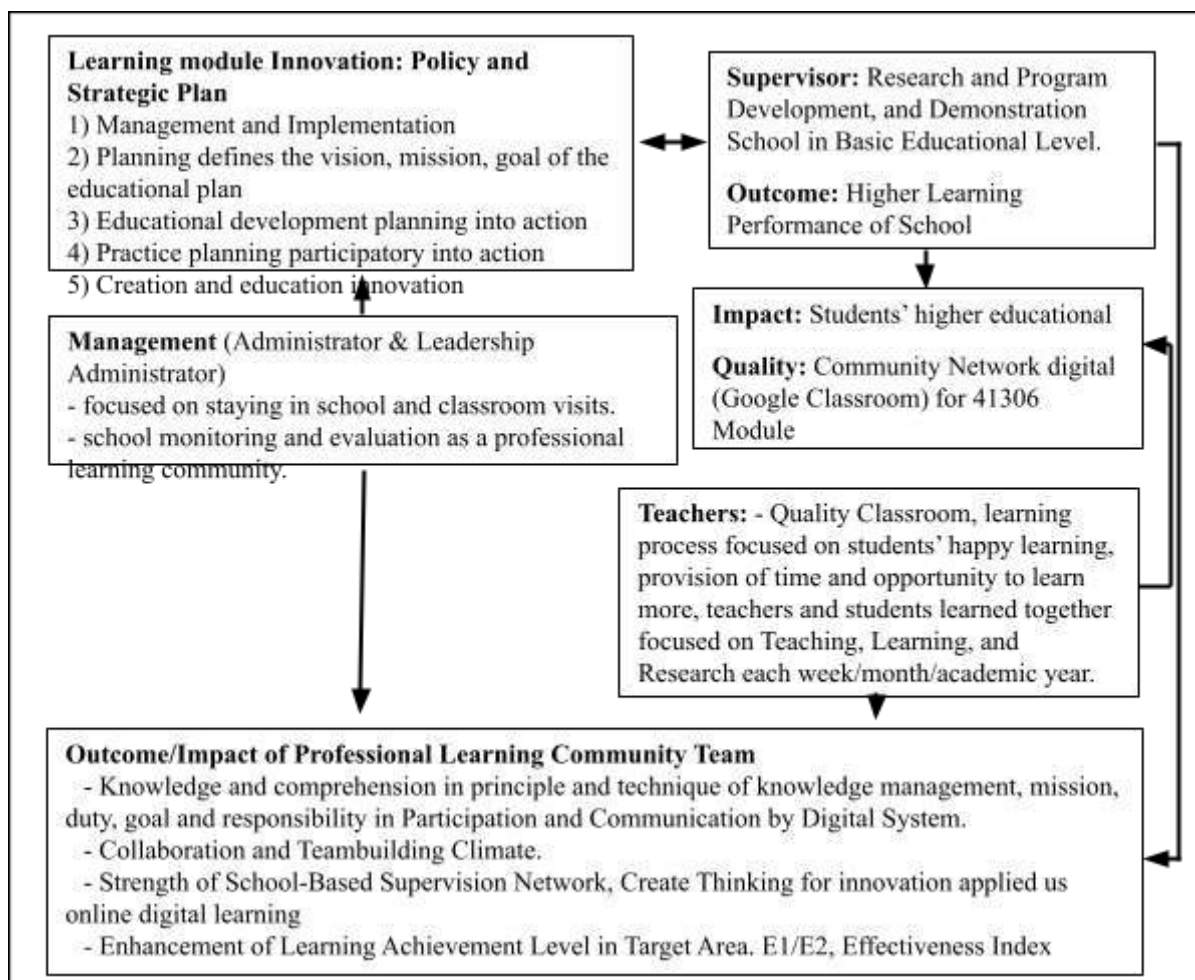 Learning module Innovation: Policy and
Strategic Plan
1) Management and Implementation
2) Planning defines the vision, mission, goal of the
educational plan
3) Educational development planning into action
4) Practice planning participatory into action
5) Creation and education innovation
Supervisor: Research and Program
Development, and Demonstration
School in Basic Educational Level.
Outcome: Higher Learning
Performance of School
Management (Administrator & Leadership
Administrator)
- focused on staying in school and classroom visits.
- school monitoring and evaluation as a professional
learning community.
Impact: Students’ higher educational
Quality: Community Network digital
(Google Classroom) for 41306
Module
Teachers: - Quality Classroom, learning
process focused on students’ happy learning,
provision of time and opportunity to learn
more, teachers and students learned together
focused on Teaching, Learning, and
Research each week/month/academic year.
Outcome/Impact of Professional Learning Community Team
- Knowledge and comprehension in principle and technique of knowledge management, mission,
duty, goal and responsibility in Participation and Communication by Digital System.
- Collaboration and Teambuilding Climate.
- Strength of School-Based Supervision Network, Create Thinking for innovation applied us
online digital learning
- Enhancement of Learning Achievement Level in Target Area. E1/E2, Effectiveness Index